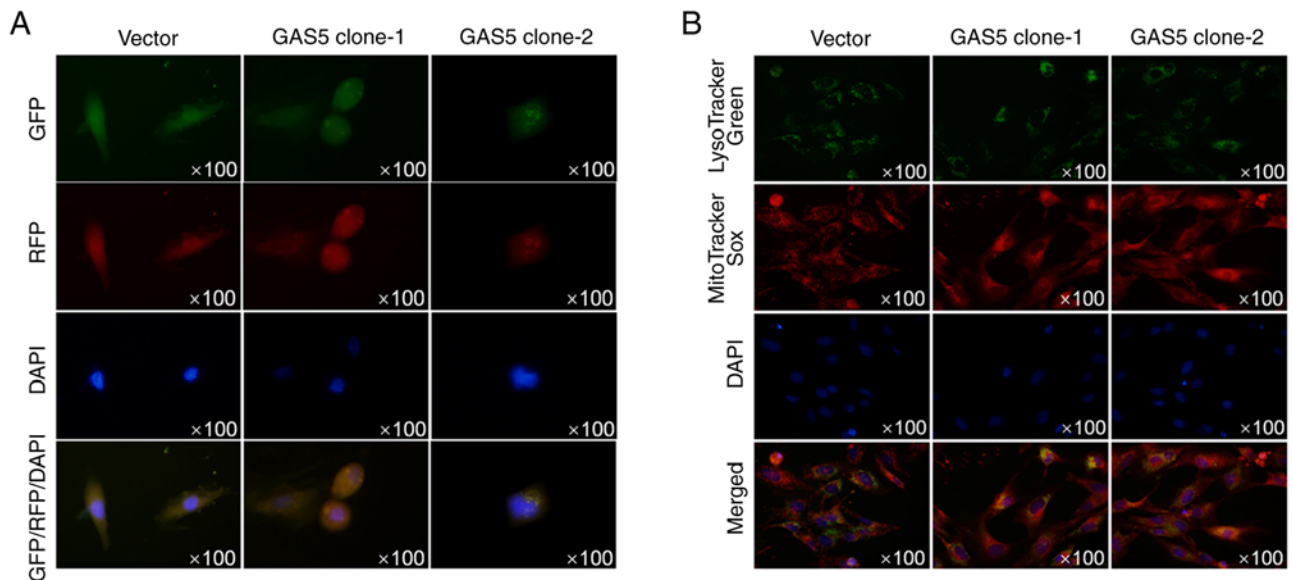 A
Vector
GAS5 clone-1
GAS5 clone-2
GFP
×100
×100
×100
RFP
×100
×100
×100
DAPI
×100
×100
×100
GFP/RFP/DAPI
×100
×100
×100
B
Vector
GAS5 clone-1
GAS5 clone-2
LysoTracker
Green
×100
×100
×100
MitoTracker
Sox
×100
×100
×100
DAPI
×100
×100
×100
Merged
×100
×100
×100